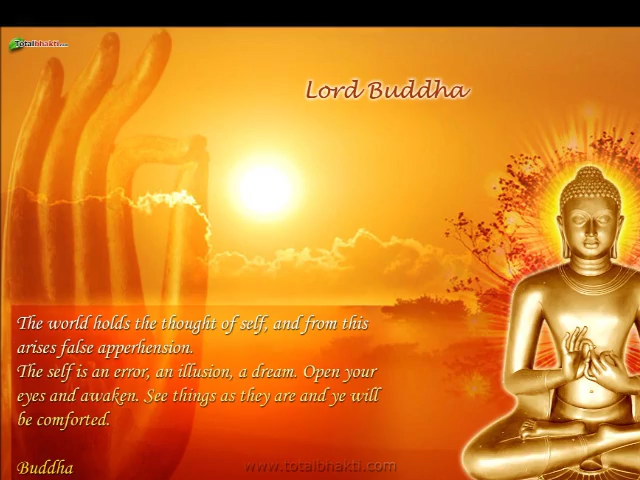 Totalbhakti.com
Lord Buddha
The world holds the thought of self, and from this
arises false apperhension.
The self is an error, an illusion, a dream. Open your
eyes and awaken. See things as they are and ye will
be comforted.
Buddha
www.totalbhakti.com